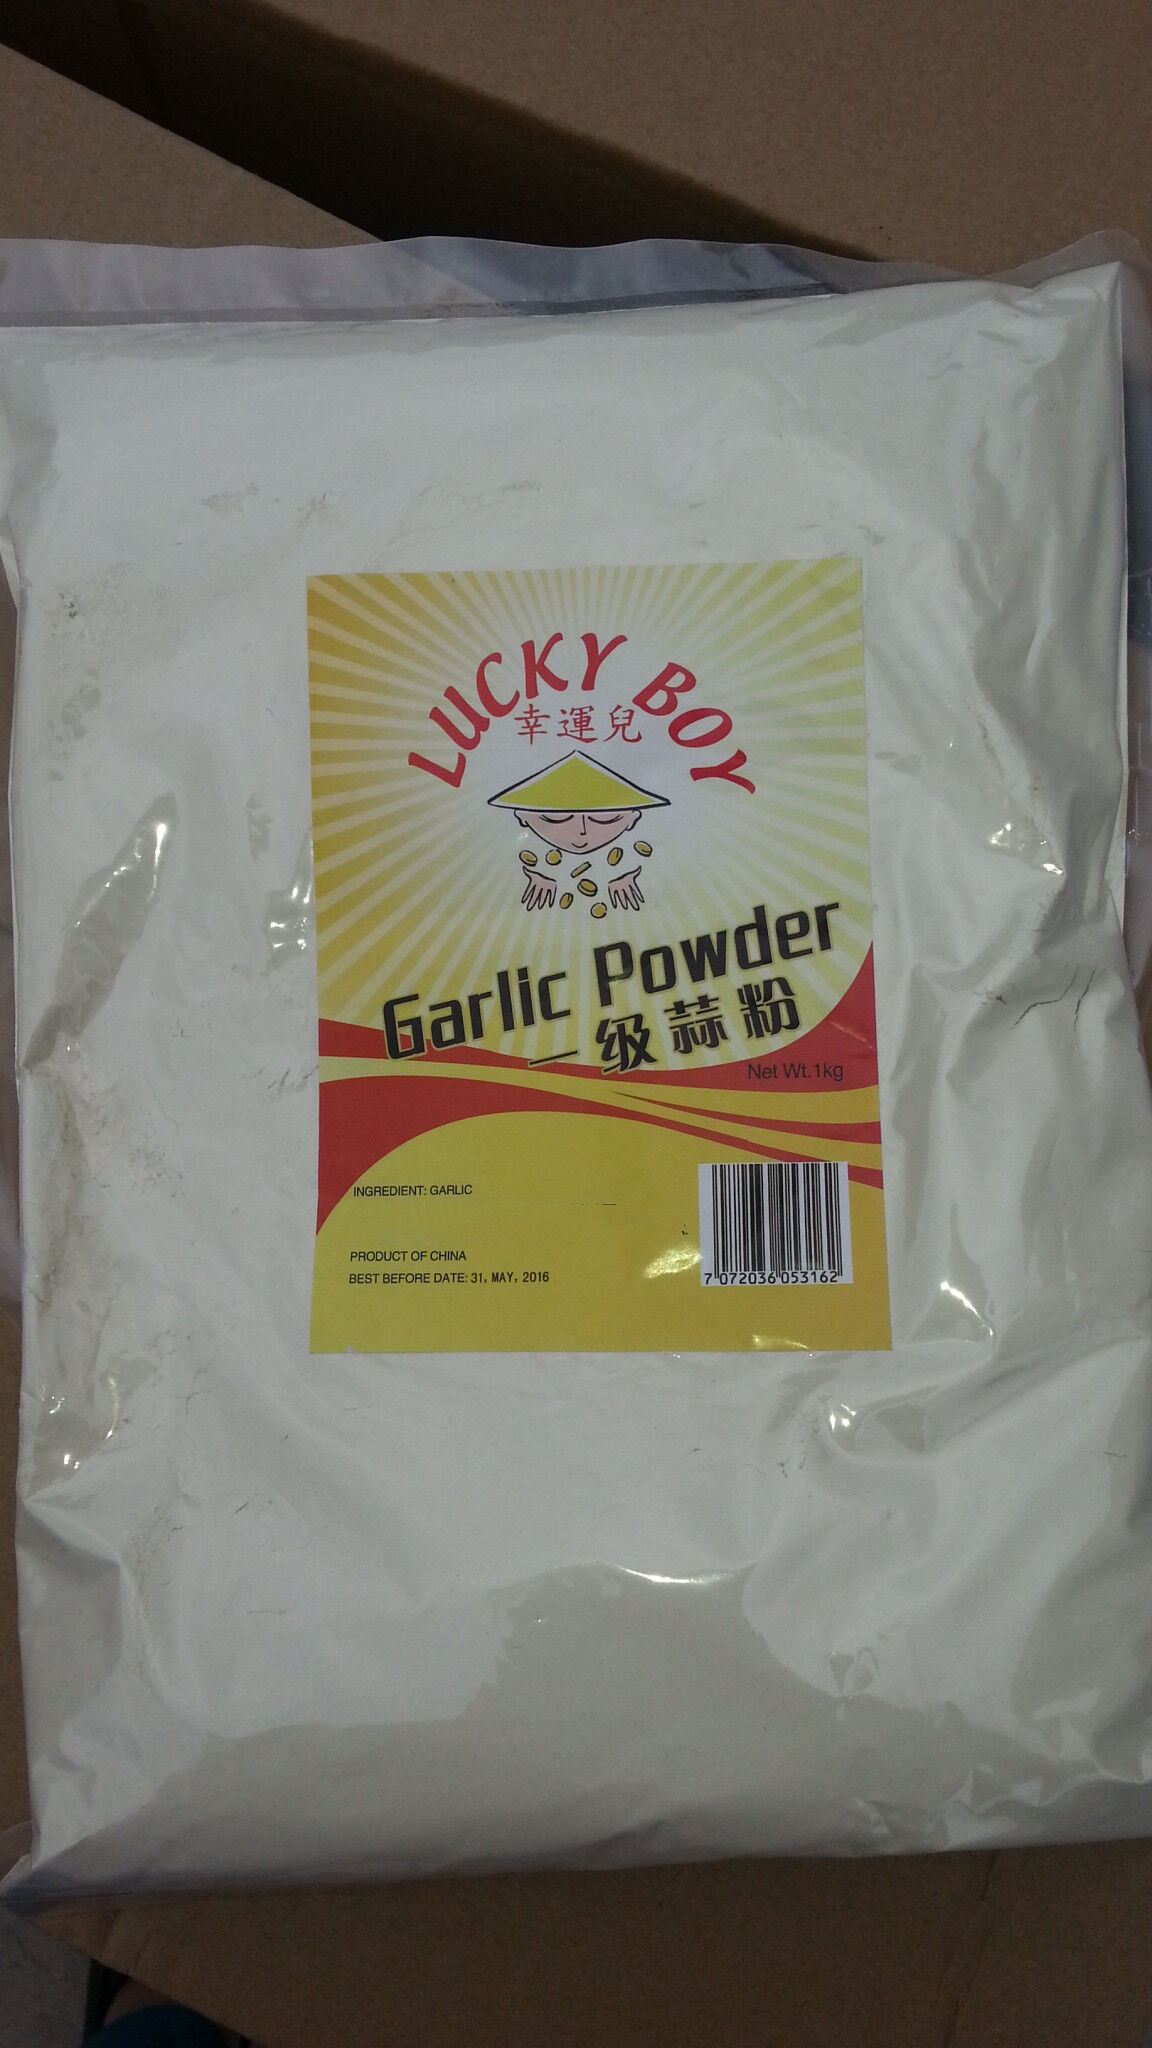 LUCKY BOY
幸運兒
Garlic Powder
一级蒜粉
Net Wt.1kg
INGREDIENT: GARLIC
PRODUCT OF CHINA
BEST BEFORE DATE: 31, MAY, 2016
7 072036 053162